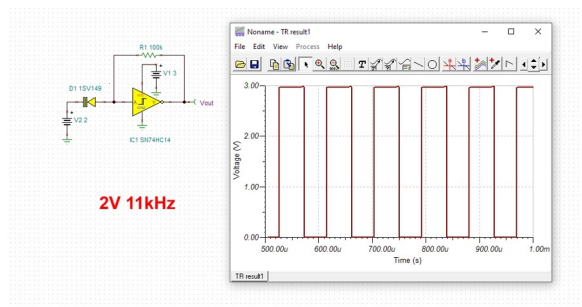 Noname - TR result1
File Edit View Process Help
T
R1 100k
V1 3
D1 1SV149
Vout
V2 2
IC1 SN74HC14
2V 11kHz
3.00
2.00
Voltage (V)
1.00
0.00
500.00u 600.00u 700.00u 800.00u 900.00u 1.00m
Time (s)
TR result1